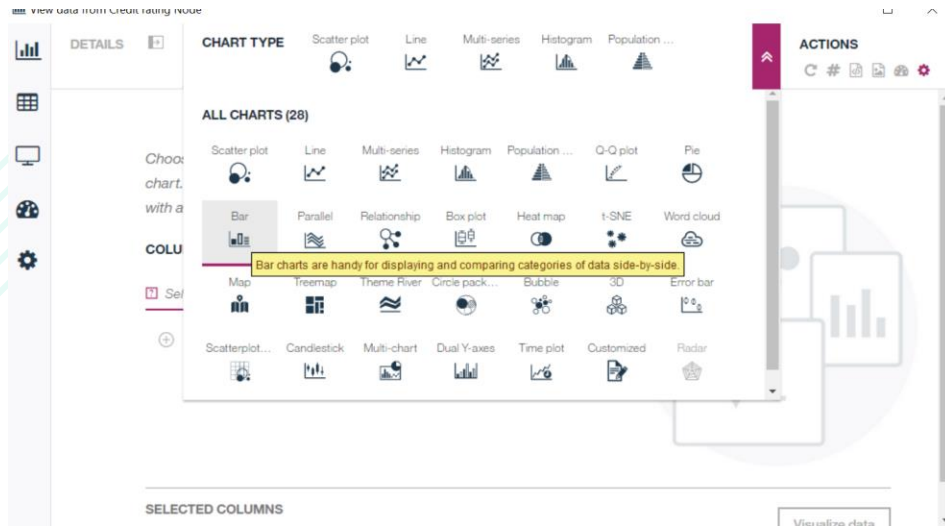 View data from Credit rating Node
DETAILS
CHART TYPE
Scatter plot Line Multi-series Histogram Population ...
ACTIONS
ALL CHARTS (28)
Scatter plot Line Multi-series Histogram Population ... Q-Q plot Pie
Choos
chart.
with a
Bar Parallel Relationship Box plot Heat map t-SNE Word cloud
COLU
Bar charts are handy for displaying and comparing categories of data side-by-side.
Map Treemap Theme River Circle pack... Bubble 3D Error bar
Sel
Scatterplot... Candlestick Multi-chart Dual Y-axes Time plot Customized Radar
SELECTED COLUMNS
Visualize data